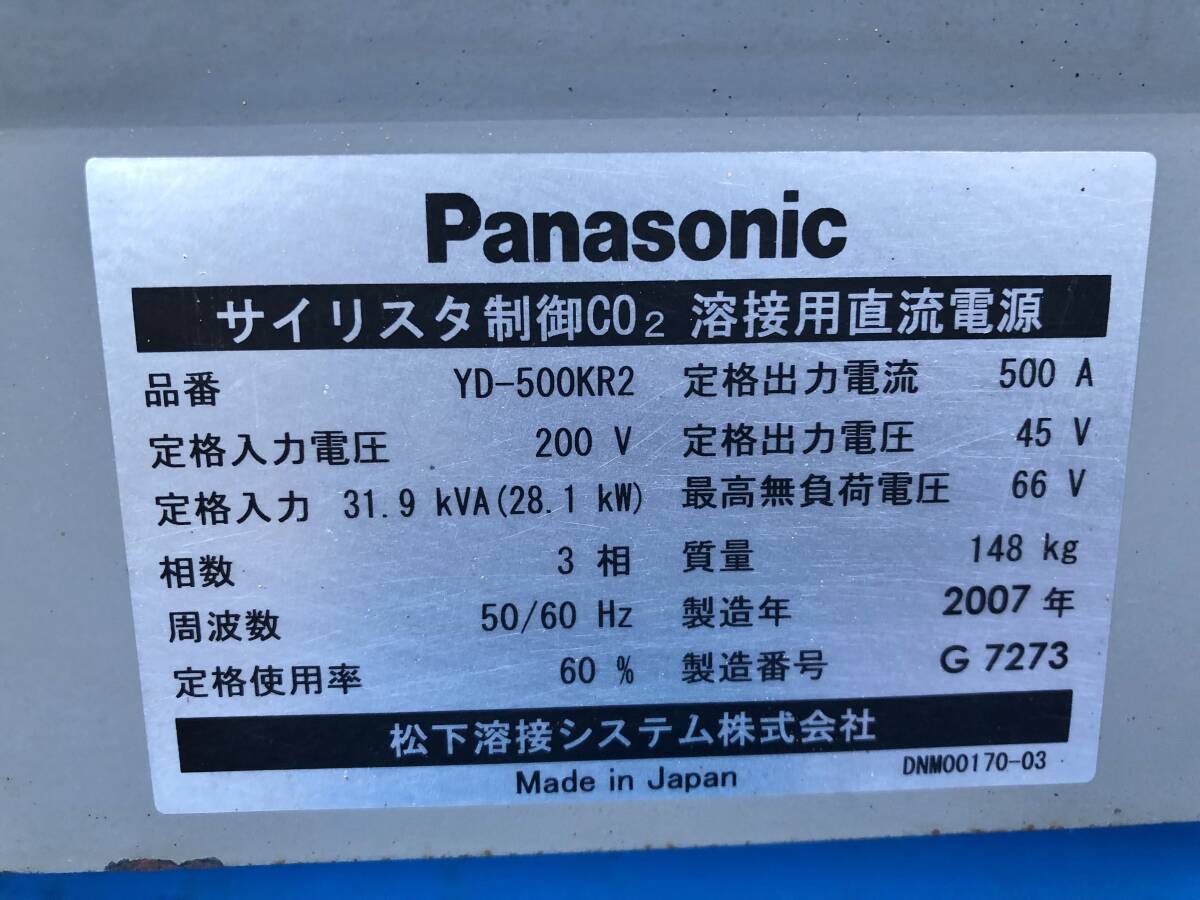 Panasonic
サイリスタ制御CO2 溶接用直流電源
品番 YD-500KR2 定格出力電流 500 A
定格入力電圧 200 V 定格出力電圧 45 V
定格入力 31.9 kVA(28.1 kW) 最高無負荷電圧 66 V
相数 3 相 質量 148 kg
周波数 50/60 Hz 製造年 2007 年
定格使用率 60 % 製造番号 G 7273
松下溶接システム株式会社
Made in Japan DNM00170-03